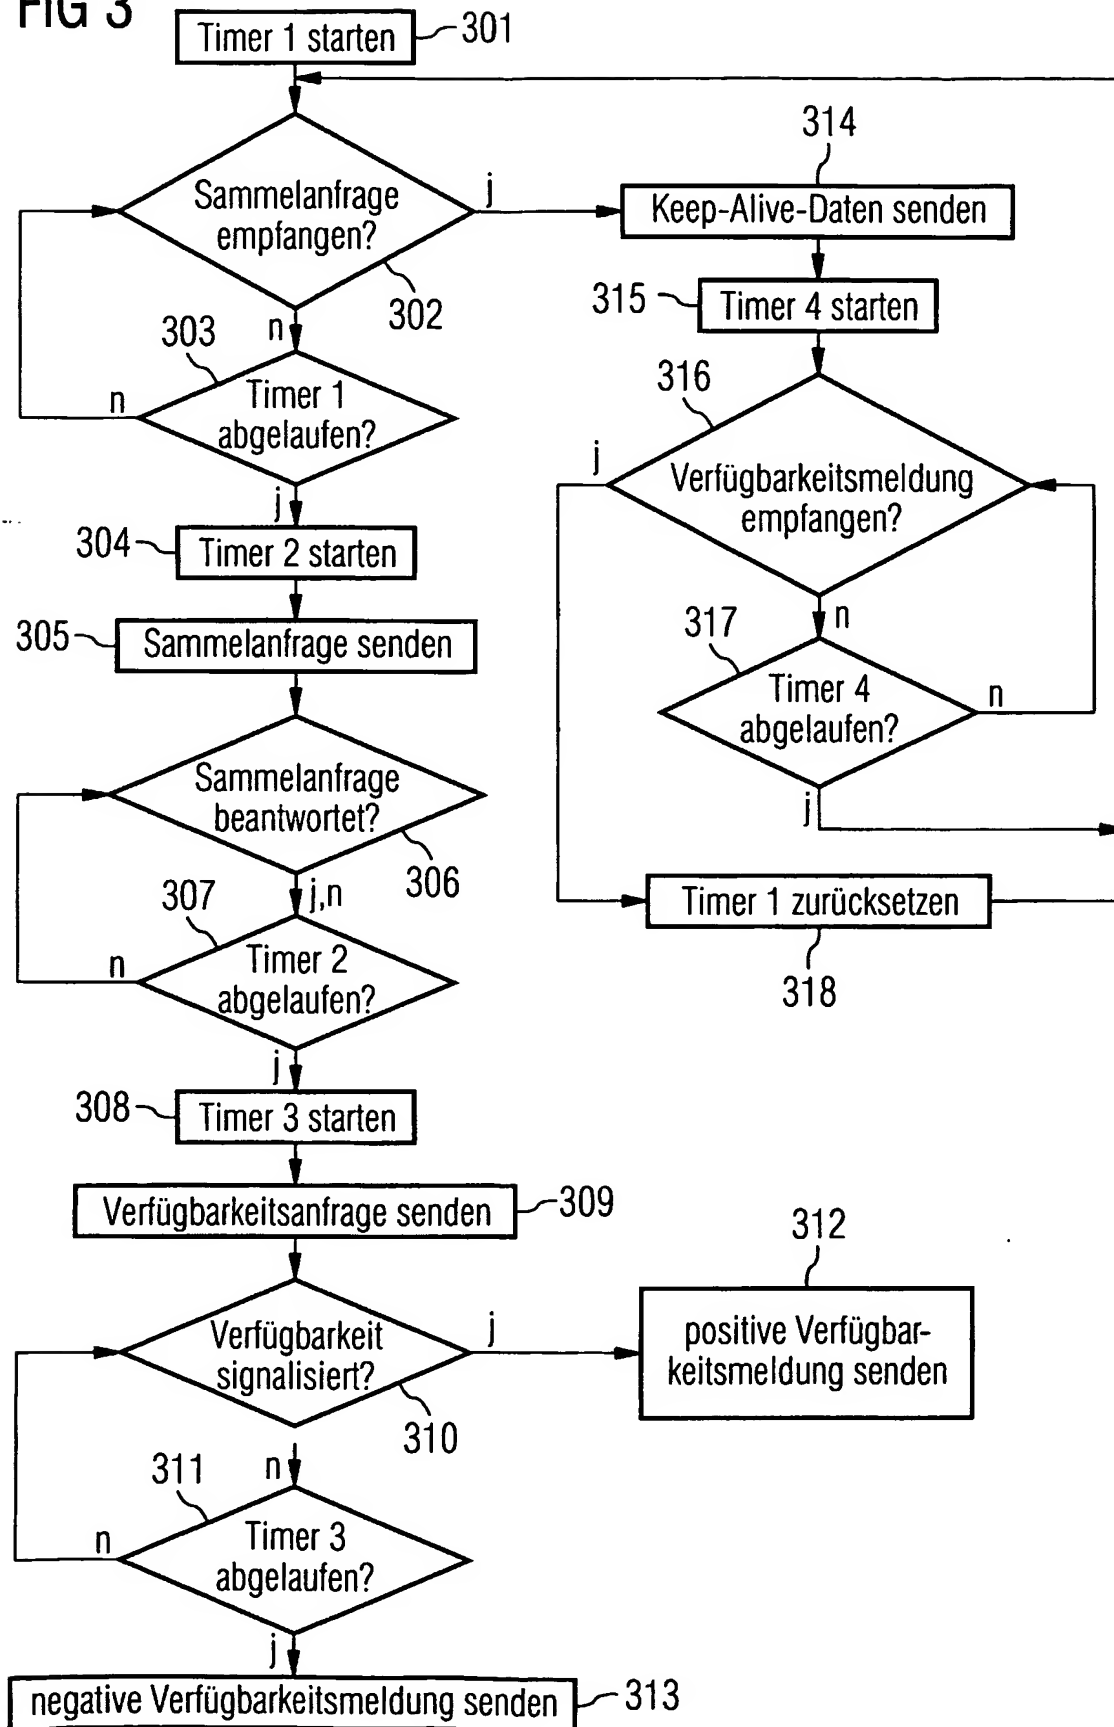 FIG 3
Timer 1 starten
301
314
Sammelanfrage
empfangen?
j
Keep-Alive-Daten senden
302
n
315
Timer 4 starten
303
Timer 1
abgelaufen?
n
316
j
j
Verfügbarkeitsmeldung
empfangen?
304
Timer 2 starten
n
305
Sammelanfrage senden
317
Timer 4
abgelaufen?
n
Sammelanfrage
beantwortet?
j
306
j,n
307
Timer 1 zurücksetzen
318
Timer 2
abgelaufen?
n
j
308
Timer 3 starten
Verfügbarkeitsanfrage senden
309
312
Verfügbarkeit
signalisiert?
j
positive Verfügbar-
keitsmeldung senden
310
n
311
Timer 3
abgelaufen?
n
j
negative Verfügbarkeitsmeldung senden
313